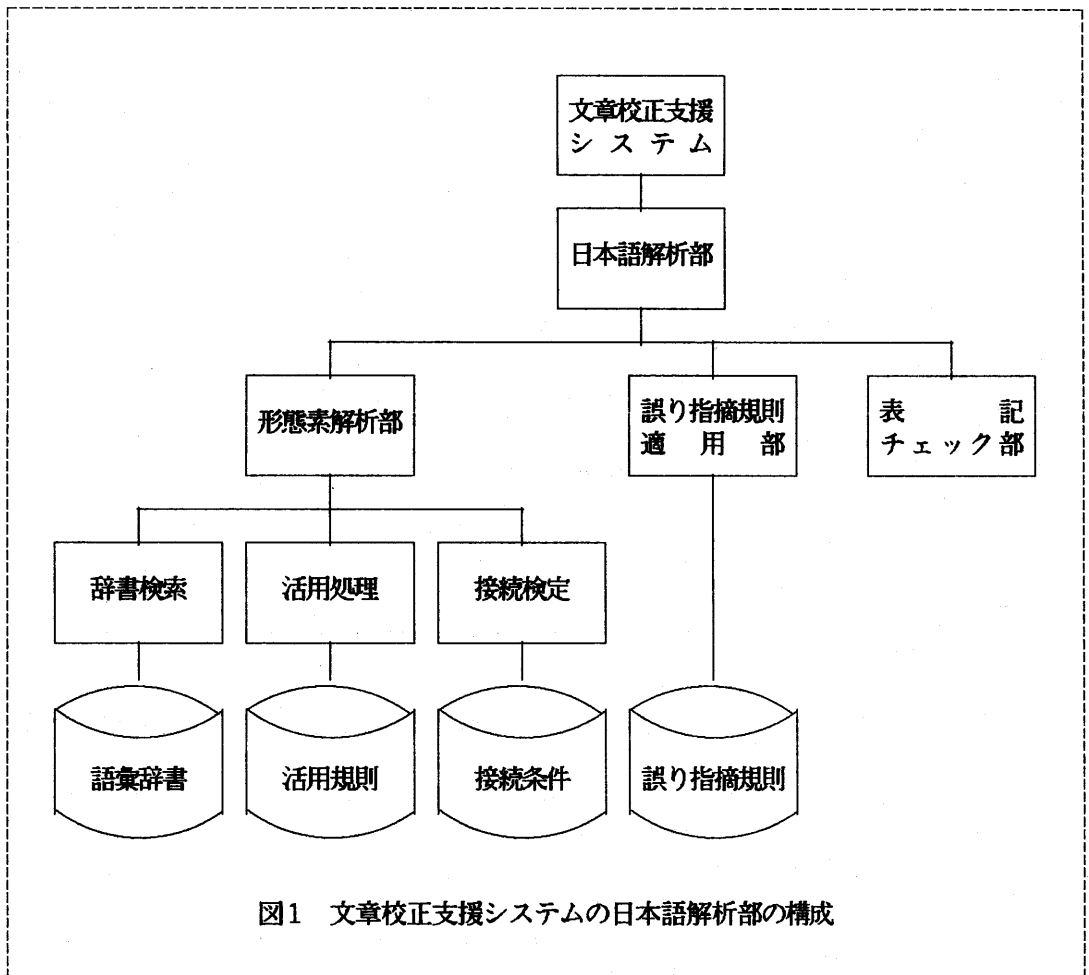 文章校正支援
システム
日本語解析部
形態素解析部
誤り指摘規則
適用部
表記
チェック部
辞書検索
活用処理
接続検定
語彙辞書
活用規則
接続条件
誤り指摘規則
図1 文章校正支援システムの日本語解析部の構成